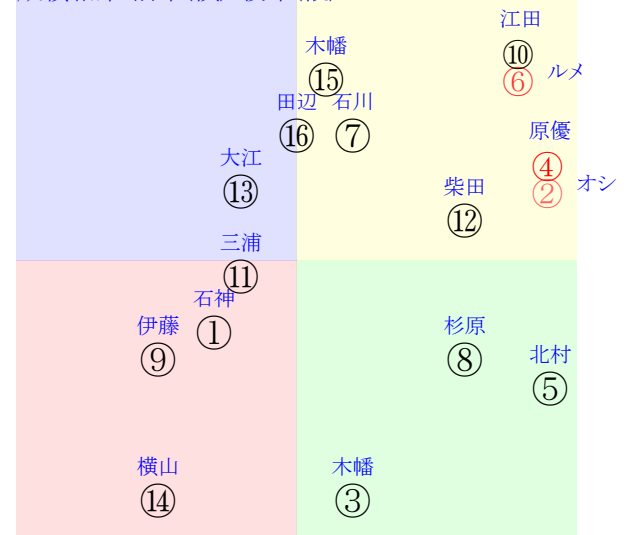 江田
木幡
⑩
⑥ ルメ
⑮
田辺 石川
⑯ ⑦
原優
大江
④
② オシ
⑬
柴田
⑫
三浦
⑪
石神
①
伊藤
⑨
杉原
⑧
北村
⑤
横山
⑭
木幡
③